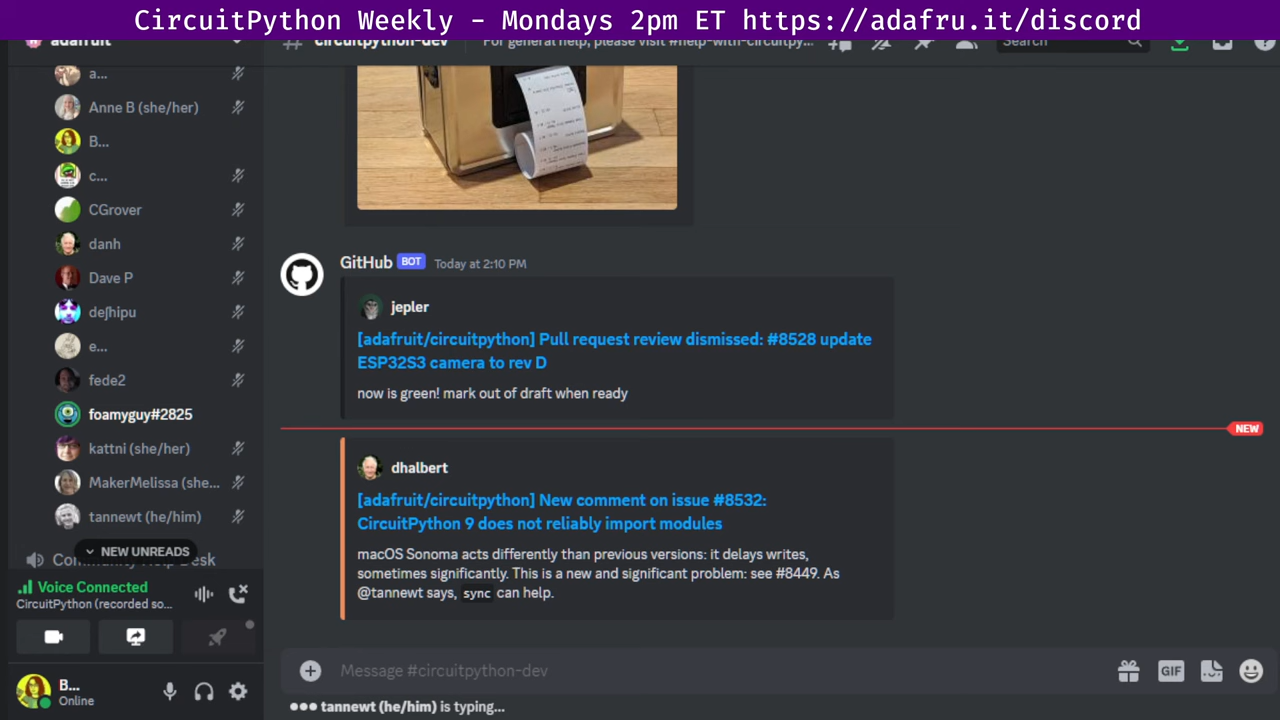 CircuitPython Weekly - Mondays 2pm ET https://adafru.it/discord
adafruit
circuitpython-dev
For general help, please visit #help-with-circuitpy...
Search
a...
Anne B (she/her)
B...
c...
CGrover
danh
Dave P
deʃhipu
e...
fede2
foamyguy#2825
kattni (she/her)
MakerMelissa (she...
tannewt (he/him)
NEW UNREADS
Community Help Desk
Voice Connected
CircuitPython (recorded so...
B...
Online
GitHub BOT Today at 2:10 PM
jepler
[adafruit/circuitpython] Pull request review dismissed: #8528 update
ESP32S3 camera to rev D
now is green! mark out of draft when ready
NEW
dhalbert
[adafruit/circuitpython] New comment on issue #8532:
CircuitPython 9 does not reliably import modules
macOS Sonoma acts differently than previous versions: it delays writes,
sometimes significantly. This is a new and significant problem: see #8449. As
@tannewt says, sync can help.
Message #circuitpython-dev
GIF
tannewt (he/him) is typing...